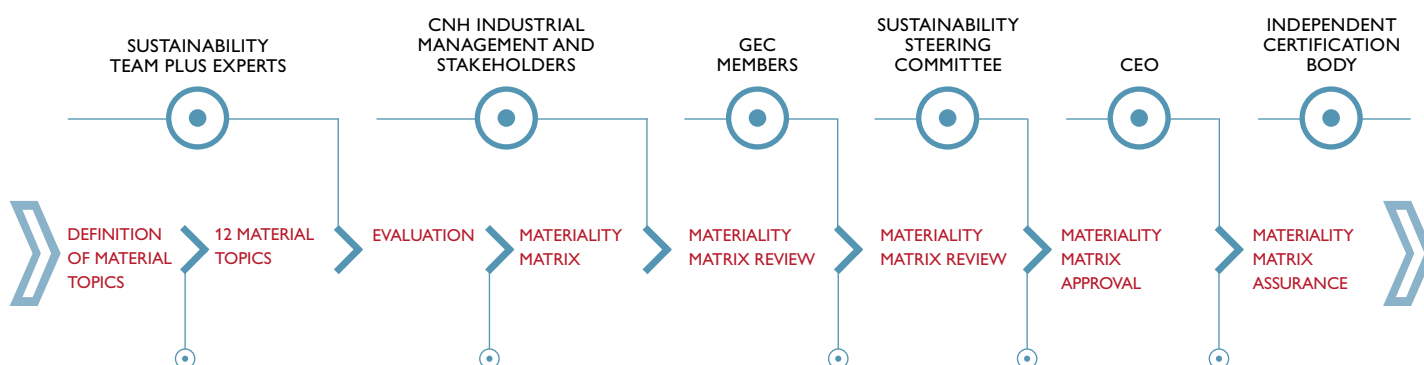 SUSTAINABILITY
TEAM PLUS EXPERTS
CNH INDUSTRIAL
MANAGEMENT AND
STAKEHOLDERS
GEC
MEMBERS
SUSTAINABILITY
STEERING
COMMITTEE
CEO
INDEPENDENT
CERTIFICATION
BODY
DEFINITION
OF MATERIAL
TOPICS
12 MATERIAL
TOPICS
EVALUATION
MATERIALITY
MATRIX
MATERIALITY
MATRIX REVIEW
MATERIALITY
MATRIX REVIEW
MATERIALITY
MATRIX
APPROVAL
MATERIALITY
MATRIX
ASSURANCE